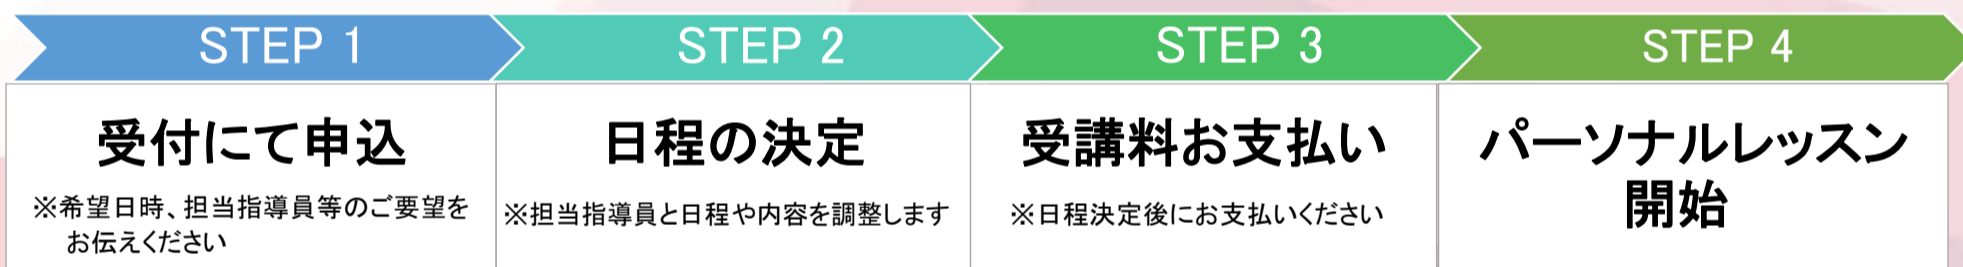 STEP 1
受付にて申込
※希望日時、担当指導員等のご要望を
お伝えください
STEP 2
日程の決定
※担当指導員と日程や内容を調整します
STEP 3
受講料お支払い
※日程決定後にお支払いください
STEP 4
パーソナルレッスン
開始